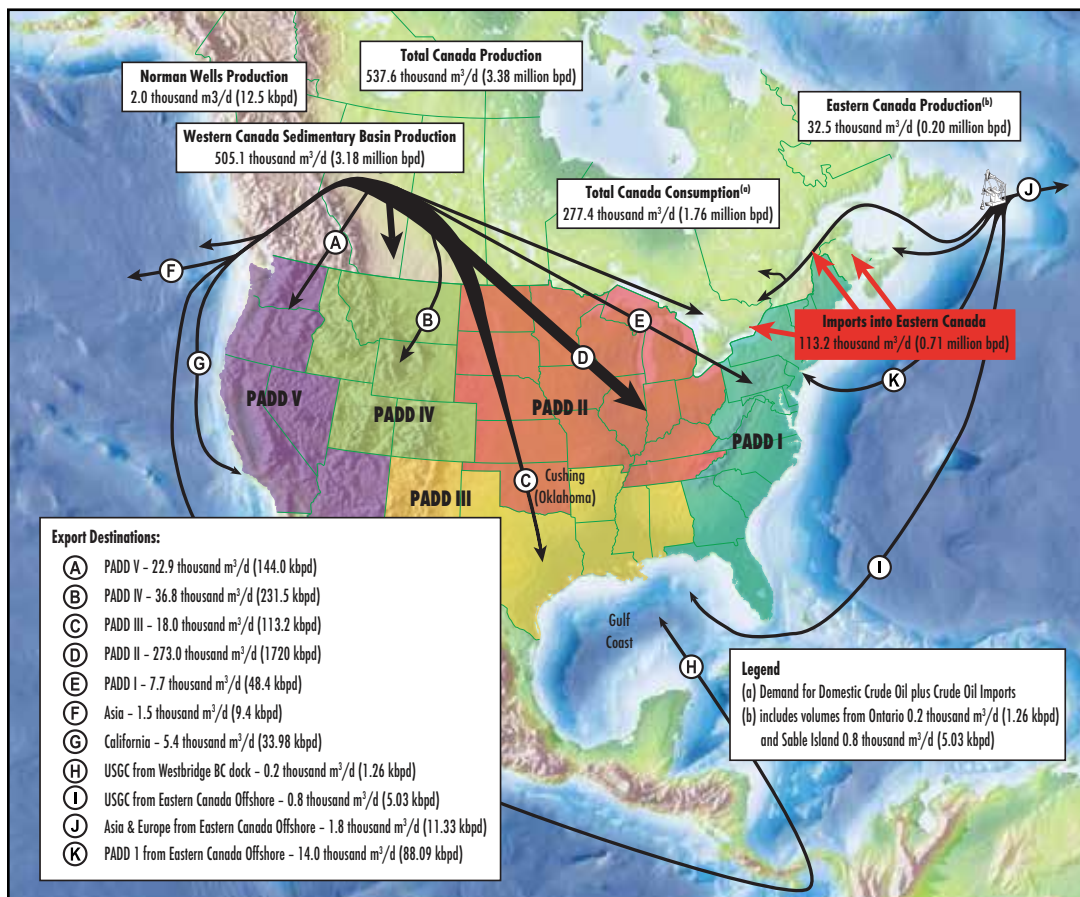 Total Canada Production
537.6 thousand m³/d (3.38 million bpd)
Norman Wells Production
2.0 thousand m3/d (12.5 kbpd)
Eastern Canada Production(b)
32.5 thousand m³/d (0.20 million bpd)
Western Canada Sedimentary Basin Production
505.1 thousand m³/d (3.18 million bpd)
Total Canada Consumption(a)
277.4 thousand m³/d (1.76 million bpd)
J
A
F
B
E
G
D
Imports into Eastern Canada
113.2 thousand m³/d (0.71 million bpd)
K
PADD V
PADD IV
PADD II
PADD I
C
Cushing
(Oklahoma)
PADD III
I
Gulf
Coast
H
Export Destinations:
A PADD V – 22.9 thousand m³/d (144.0 kbpd)
B PADD IV – 36.8 thousand m³/d (231.5 kbpd)
C PADD III – 18.0 thousand m³/d (113.2 kbpd)
D PADD II – 273.0 thousand m³/d (1720 kbpd)
E PADD I – 7.7 thousand m³/d (48.4 kbpd)
F Asia – 1.5 thousand m³/d (9.4 kbpd)
G California – 5.4 thousand m³/d (33.98 kbpd)
H USGC from Westbridge BC dock – 0.2 thousand m³/d (1.26 kbpd)
I USGC from Eastern Canada Offshore – 0.8 thousand m³/d (5.03 kbpd)
J Asia & Europe from Eastern Canada Offshore – 1.8 thousand m³/d (11.33 kbpd)
K PADD 1 from Eastern Canada Offshore – 14.0 thousand m³/d (88.09 kbpd)
Legend
(a) Demand for Domestic Crude Oil plus Crude Oil Imports
(b) includes volumes from Ontario 0.2 thousand m³/d (1.26 kbpd)
and Sable Island 0.8 thousand m³/d (5.03 kbpd)